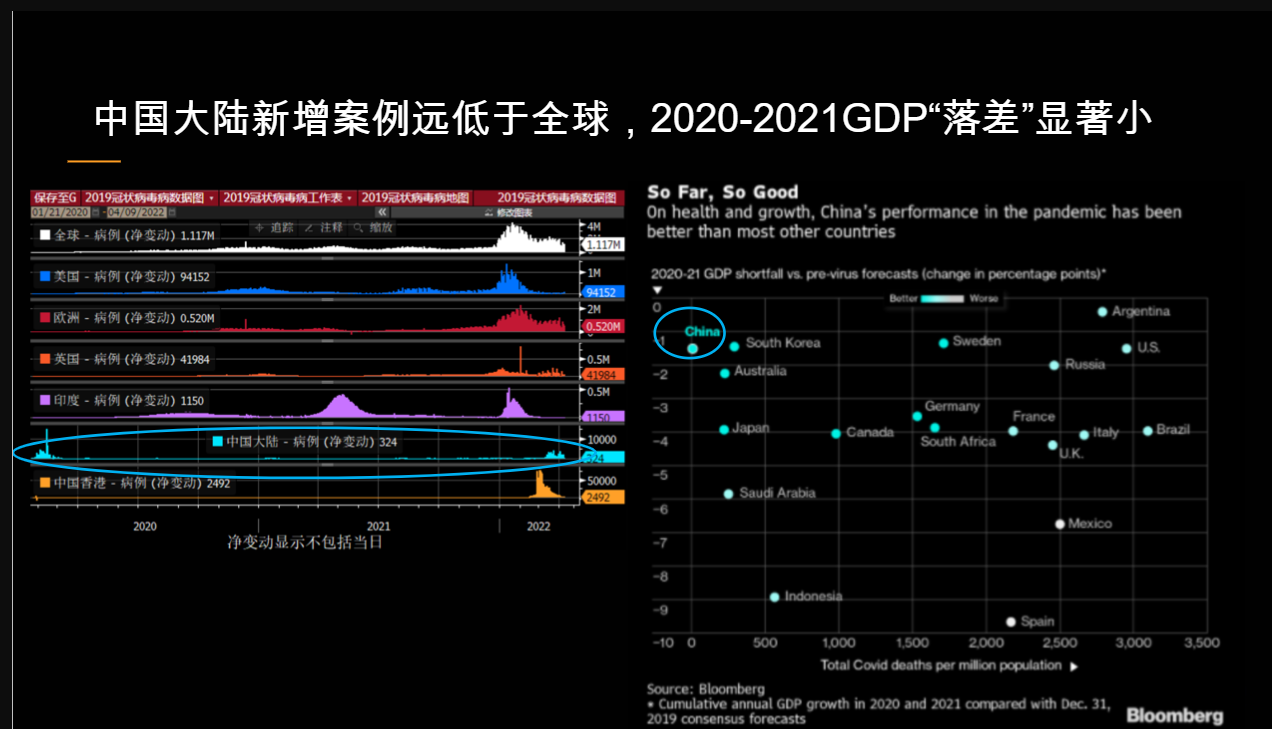 中国大陆新增案例远低于全球，2020-2021GDP“落差”显著小
保存至G 2019冠状病毒病数据图 2019冠状病毒病工作表 2019冠状病毒病地图 2019冠状病毒病数据图
01/21/2020 - 04/09/2022 « 修改图表
追踪 注释 缩放
全球 - 病例 (净变动) 1.117M
4M
1.117M
美国 - 病例 (净变动) 94152
1M
94152
欧洲 - 病例 (净变动) 0.520M
2M
0.520M
英国 - 病例 (净变动) 41984
0.5M
41984
印度 - 病例 (净变动) 1150
0.5M
1150
中国大陆 - 病例 (净变动) 324
10000
324
中国香港 - 病例 (净变动) 2492
50000
2492
2020 2021 2022
净变动显示不包括当日
So Far, So Good
On health and growth, China's performance in the pandemic has been
better than most other countries
2020-21 GDP shortfall vs. pre-virus forecasts (change in percentage points)*
Better Worse
0
Argentina
China
-1
South Korea
Sweden
U.S.
Russia
Australia
-2
-3
Germany
France
Japan
Canada
South Africa
Italy
Brazil
-4
U.K.
-5
Saudi Arabia
-6
Mexico
-7
-8
Indonesia
-9
Spain
-10 0 500 1,000 1,500 2,000 2,500 3,000 3,500
Total Covid deaths per million population
Source: Bloomberg
* Cumulative annual GDP growth in 2020 and 2021 compared with Dec. 31,
2019 consensus forecasts
Bloomberg